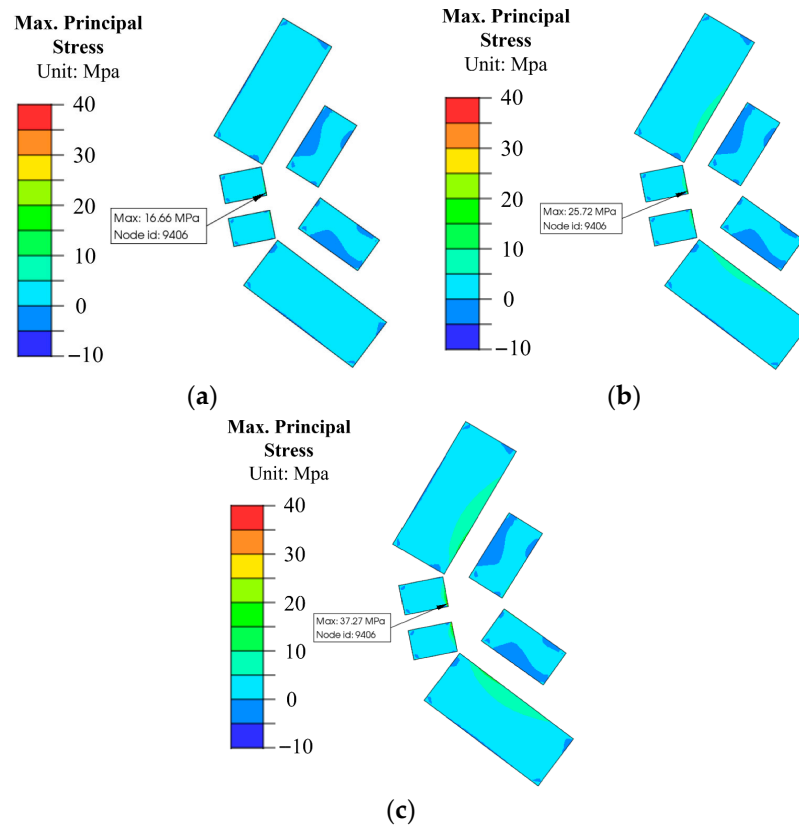 Max. Principal
Stress
Unit: Mpa
40
30
20
10
0
−10
Max: 16.66 MPa
Node id: 9406
(a)
Max. Principal
Stress
Unit: Mpa
40
30
20
10
0
−10
Max: 25.72 MPa
Node id: 9406
(b)
Max. Principal
Stress
Unit: Mpa
40
30
20
10
0
−10
Max: 37.27 MPa
Node id: 9406
(c)